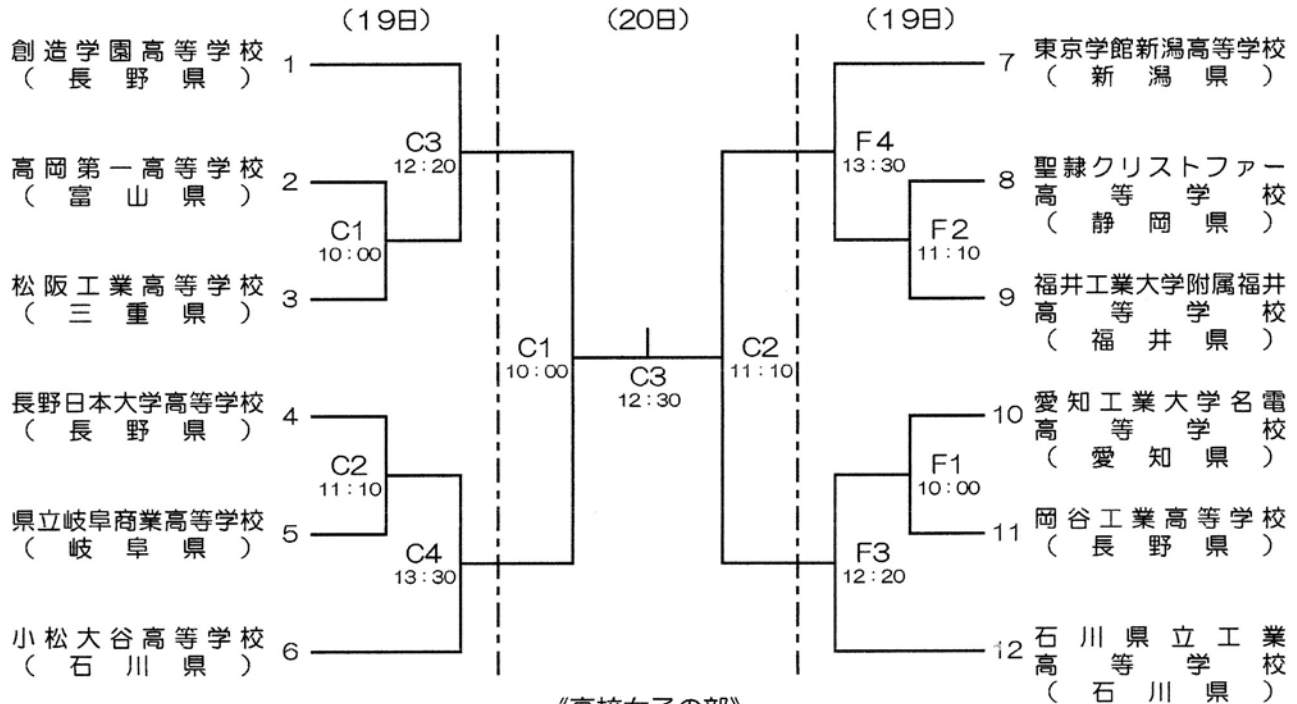 (19日)
(20日)
(19日)
創造学園高等学校
(長野県)
1
高岡第一高等学校
(富山県)
2
松阪工業高等学校
(三重県)
3
長野日本大学高等学校
(長野県)
4
県立岐阜商業高等学校
(岐阜県)
5
小松大谷高等学校
(石川県)
6
C3
12:20
C1
10:00
C2
11:10
C4
13:30
C1
10:00
C3
12:30
C2
11:10
F4
13:30
F2
11:10
F1
10:00
F3
12:20
7
東京学館新潟高等学校
(新潟県)
8
聖隷クリストファー
高等学校
(静岡県)
9
福井工業大学附属福井
高等学校
(福井県)
10
愛知工業大学名電
高等学校
(愛知県)
11
岡谷工業高等学校
(長野県)
12
石川県立工業
高等学校
(石川県)
《高校女子の部》